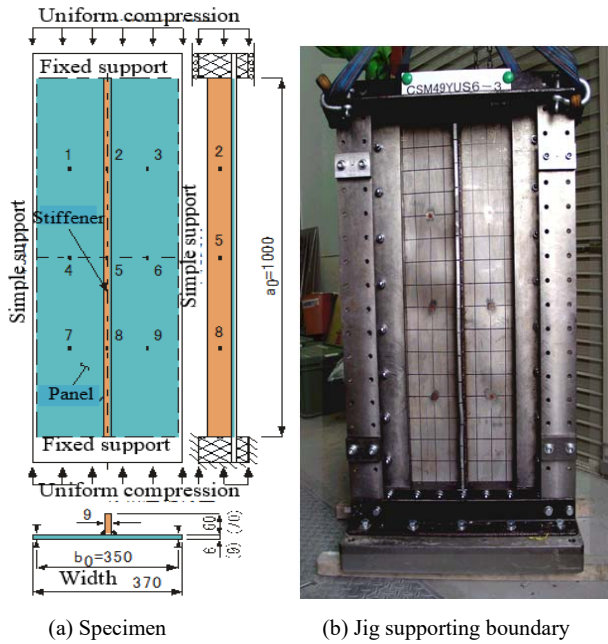 Uniform compression
Fixed support
1 2 3
2
Simple support
Stiffener
Simple support
4 5 6
5
a0=1000
7 8 9
8
Panel
Fixed support
Uniform compression
9
60
(70)
6
(9)
b0=350
Width 370
CSM49YUS6-3
(a) Specimen
(b) Jig supporting boundary